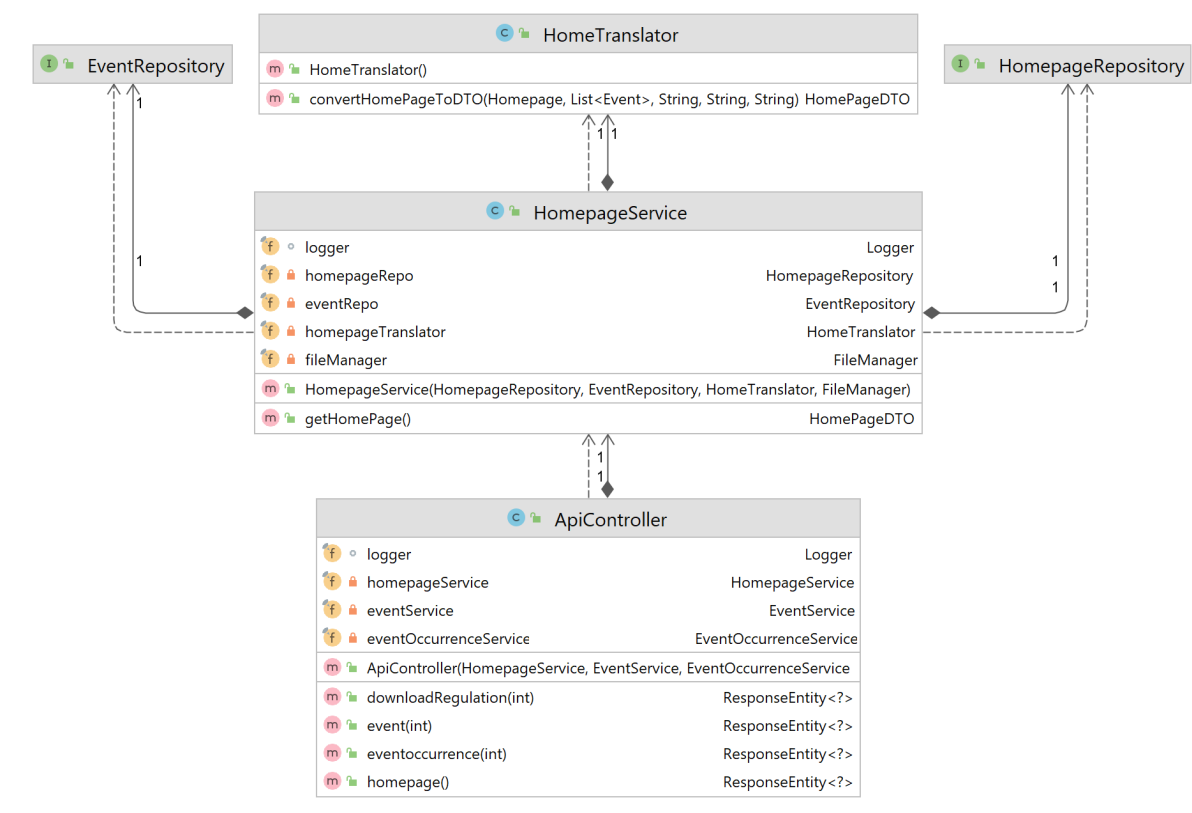 C HomeTranslator
I EventRepository
I HomepageRepository
m HomeTranslator()
m convertHomePageToDTO(Homepage, List<Event>, String, String, String) HomePageDTO
1
1 1
C HomepageService
f logger Logger
f homepageRepo HomepageRepository
f eventRepo EventRepository
f homepageTranslator HomeTranslator
f fileManager FileManager
m HomepageService(HomepageRepository, EventRepository, HomeTranslator, FileManager)
m getHomePage() HomePageDTO
1
1
1
1
1
C ApiController
f logger Logger
f homepageService HomepageService
f eventService EventService
f eventOccurrenceService EventOccurrenceService
m ApiController(HomepageService, EventService, EventOccurrenceService
m downloadRegulation(int) ResponseEntity<?>
m event(int) ResponseEntity<?>
m eventoccurrence(int) ResponseEntity<?>
m homepage() ResponseEntity<?>